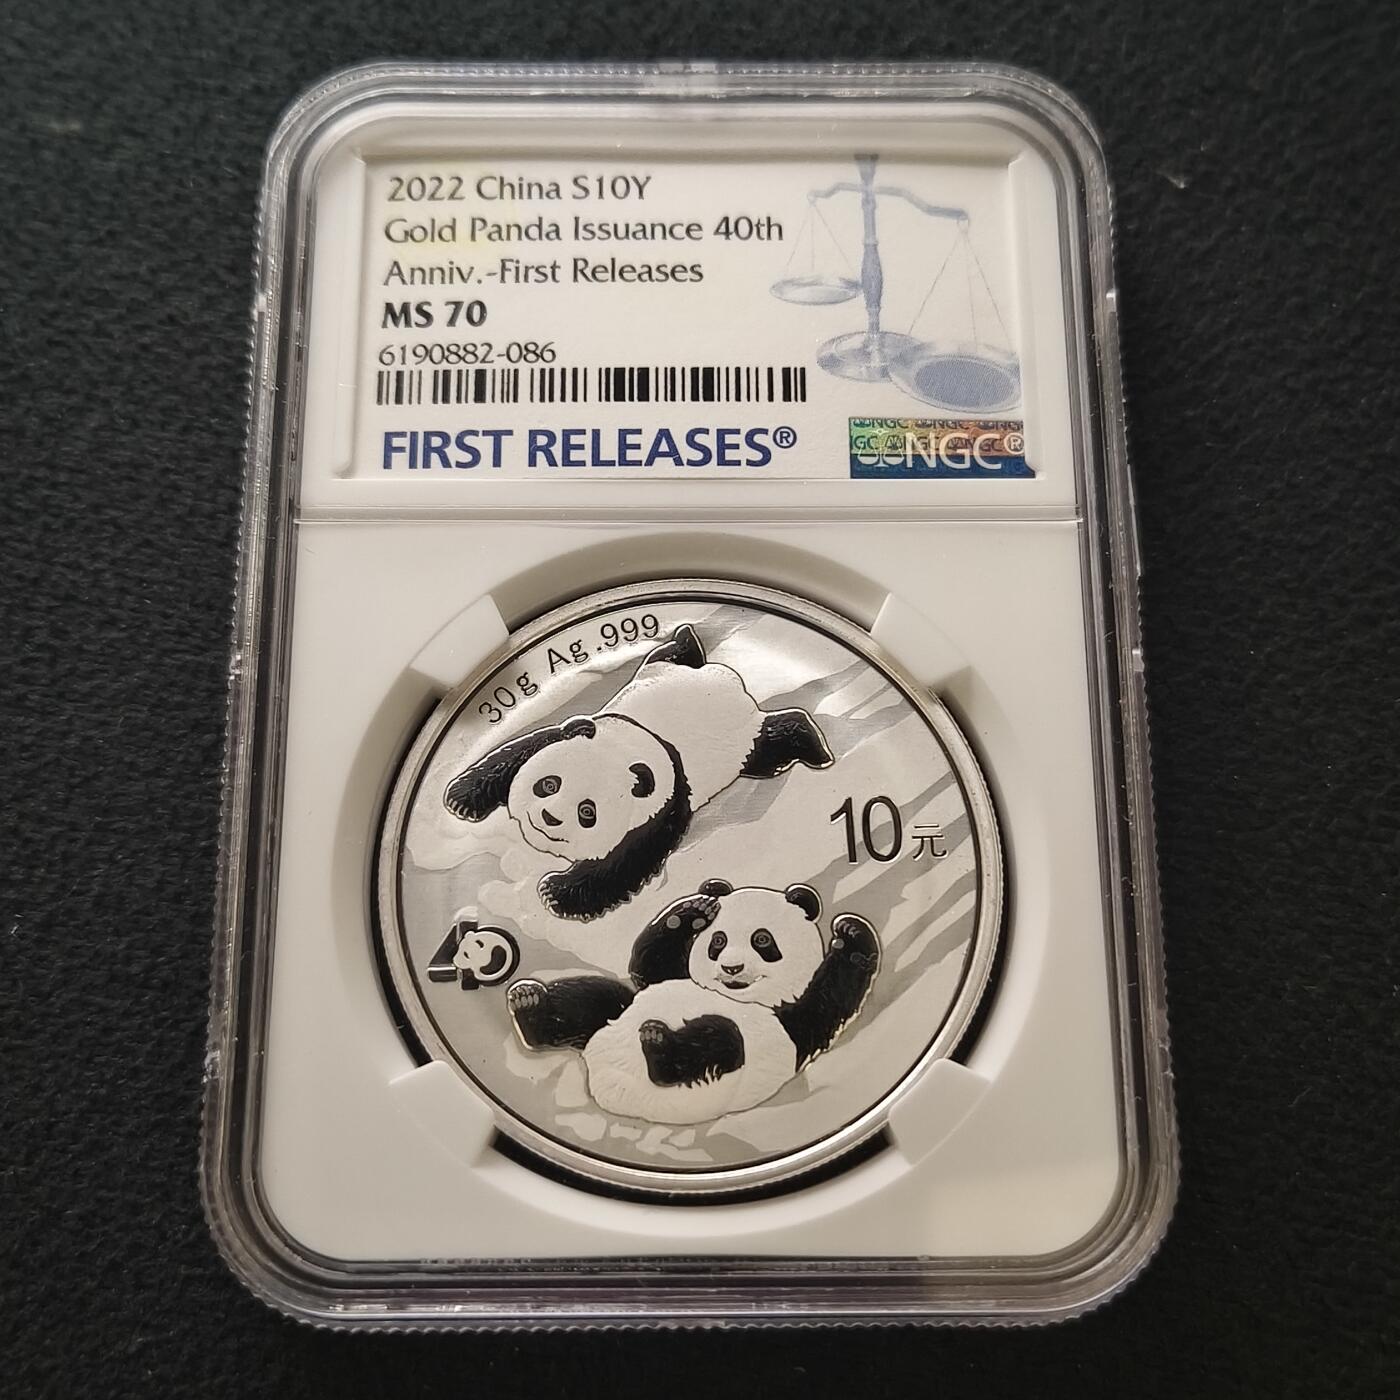 2022 China S10Y
Gold Panda Issuance 40th
Anniv.-First Releases
MS 70
6190882-086
FIRST RELEASES®
NGC®
30g Ag .999
10元
40